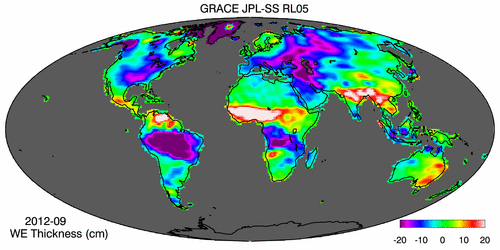 GRACE JPL-SS RL05
2012-09
WE Thickness (cm)
-20 -10 0 10 20